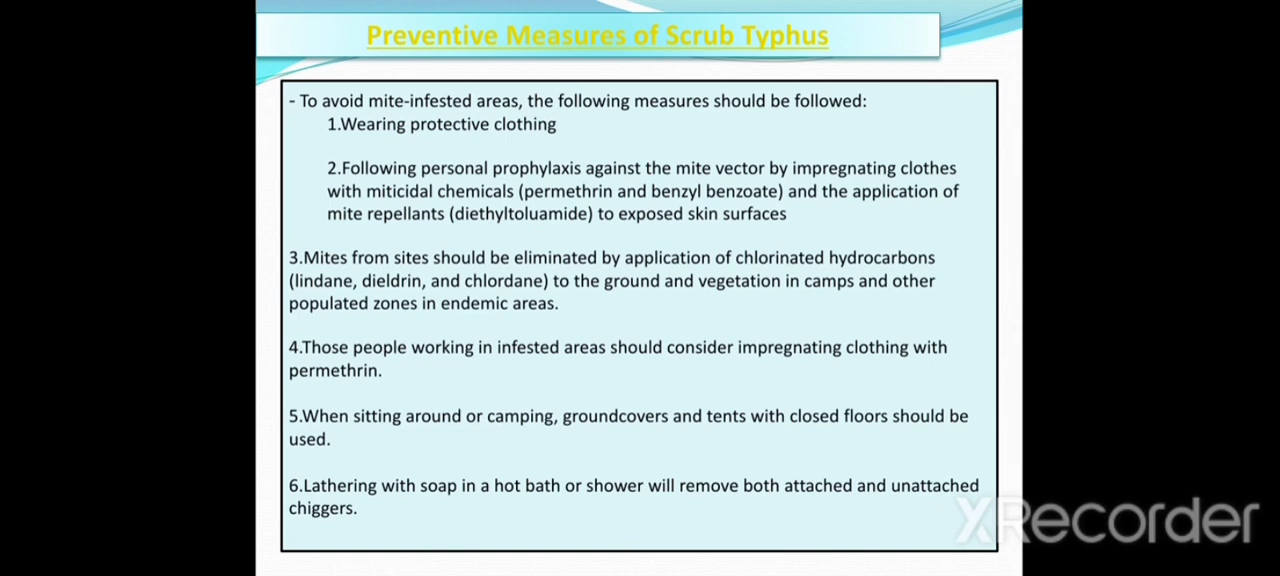 Preventive Measures of Scrub Typhus
- To avoid mite-infested areas, the following measures should be followed:
1.Wearing protective clothing
2.Following personal prophylaxis against the mite vector by impregnating clothes
with miticidal chemicals (permethrin and benzyl benzoate) and the application of
mite repellants (diethyltoluamide) to exposed skin surfaces
3.Mites from sites should be eliminated by application of chlorinated hydrocarbons
(lindane, dieldrin, and chlordane) to the ground and vegetation in camps and other
populated zones in endemic areas.
4.Those people working in infested areas should consider impregnating clothing with
permethrin.
5.When sitting around or camping, groundcovers and tents with closed floors should be
used.
6.Lathering with soap in a hot bath or shower will remove both attached and unattached
chiggers.
XRecorder